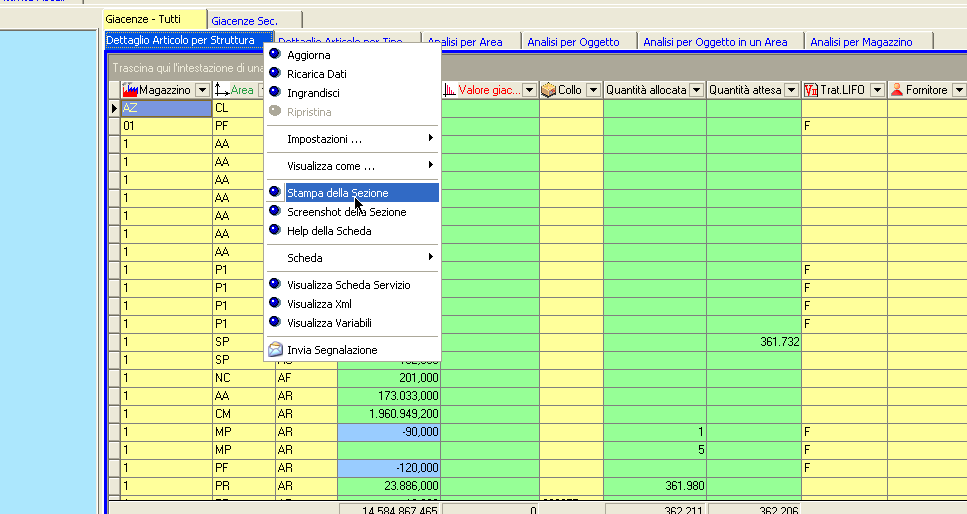 Giacenze - Tutti
Giacenze Sec.
Dettaglio Articolo per Struttura
Dettaglio Articolo per Tipo
Analisi per Area
Analisi per Oggetto
Analisi per Oggetto in un Area
Analisi per Magazzino
Trascina qui l'intestazione di una
Magazzino Area Valore giac... Collo Quantità allocata Quantità attesa Trat.LIFO Fornitore
Aggiorna
Ricarica Dati
Ingrandisci
Ripristina
Impostazioni ...
Visualizza come ...
Stampa della Sezione
Screenshot della Sezione
Help della Scheda
Scheda
Visualizza Scheda Servizio
Visualizza Xml
Visualizza Variabili
Invia Segnalazione
AZ CL
01 PF F
1 AA
1 AA
1 AA
1 AA
1 AA
1 AA
1 AA
1 P1 F
1 P1 F
1 P1 F
1 P1 F
1 SP 361.732
1 SP
1 NC AF 201,000
1 AA AR 173.033,000
1 CM AR 1.960.949,200
1 MP AR -90,000 1 F
1 MP AR 5 F
1 PF AR -120,000 F
1 PR AR 23.886,000 361.980
14.584.867,465 0 362.211 362.206